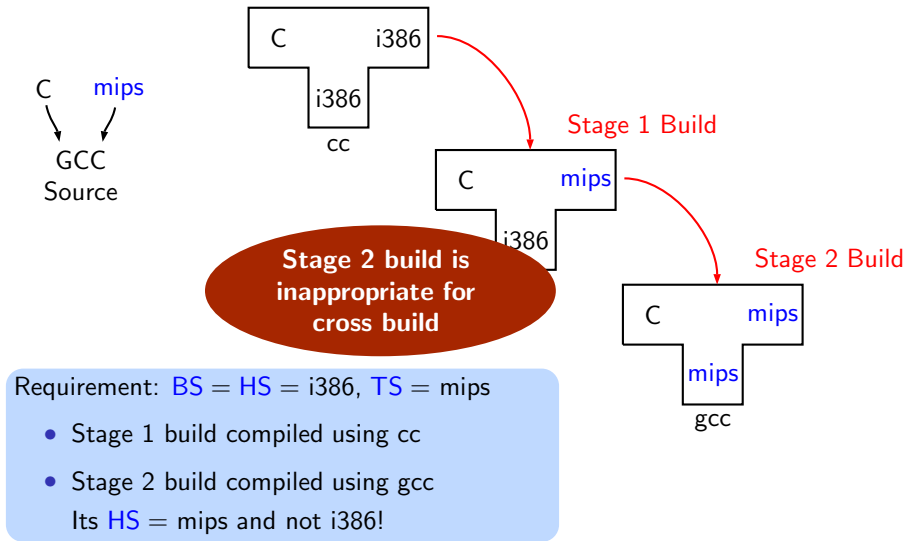 C i386
i386
cc
C mips
GCC
Source
Stage 1 Build
C mips
i386
Stage 2 Build
C mips
mips
gcc
Stage 2 build is
inappropriate for
cross build
Requirement: BS = HS = i386, TS = mips
• Stage 1 build compiled using cc
• Stage 2 build compiled using gcc
Its HS = mips and not i386!